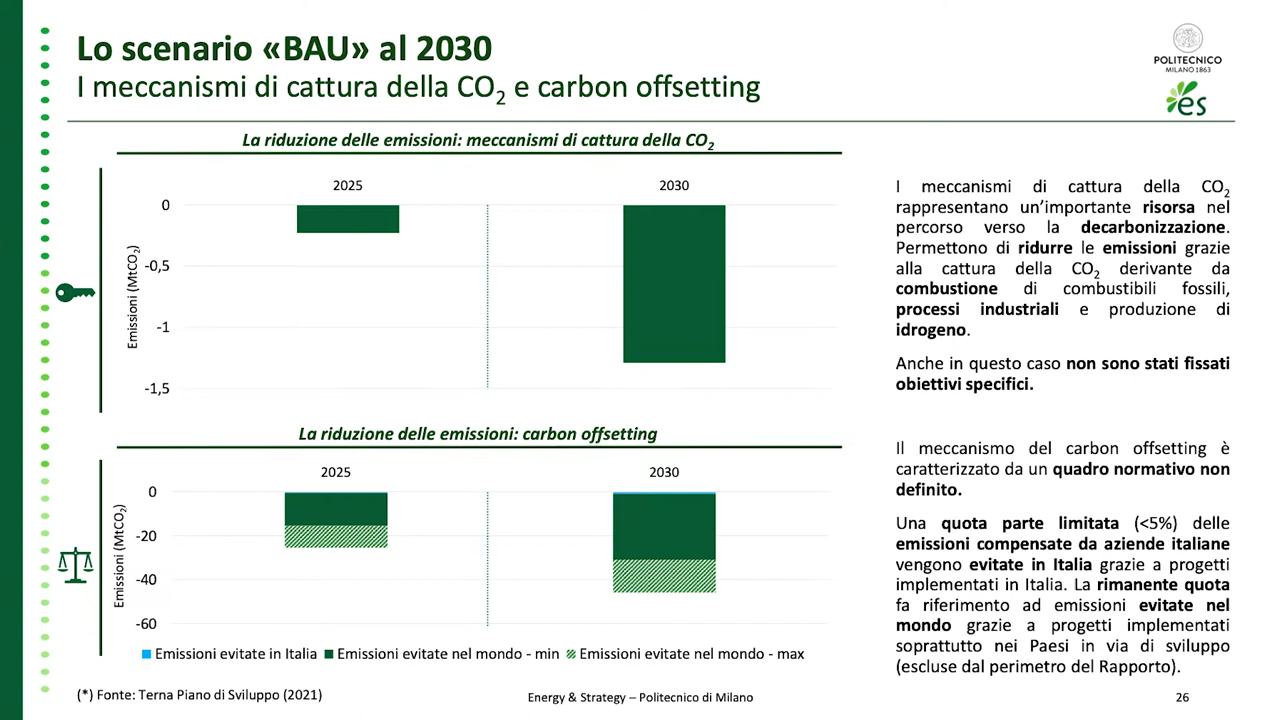 Lo scenario «BAU» al 2030
I meccanismi di cattura della CO₂ e carbon offsetting
POLITECNICO
MILANO 1863
es
La riduzione delle emissioni: meccanismi di cattura della CO₂
2025
2030
0
-0,5
-1
-1,5
Emissioni (MtCO₂)
I meccanismi di cattura della CO₂
rappresentano un'importante risorsa nel
percorso verso la decarbonizzazione.
Permettono di ridurre le emissioni grazie
alla cattura della CO₂ derivante da
combustione di combustibili fossili,
processi industriali e produzione di
idrogeno.
Anche in questo caso non sono stati fissati
obiettivi specifici.
La riduzione delle emissioni: carbon offsetting
2025
2030
0
-20
-40
-60
Emissioni (MtCO₂)
Emissioni evitate in Italia
Emissioni evitate nel mondo - min
Emissioni evitate nel mondo - max
Il meccanismo del carbon offsetting è
caratterizzato da un quadro normativo non
definito.
Una quota parte limitata (<5%) delle
emissioni compensate da aziende italiane
vengono evitate in Italia grazie a progetti
implementati in Italia. La rimanente quota
fa riferimento ad emissioni evitate nel
mondo grazie a progetti implementati
soprattutto nei Paesi in via di sviluppo
(escluse dal perimetro del Rapporto).
(*) Fonte: Terna Piano di Sviluppo (2021)
Energy & Strategy – Politecnico di Milano
26